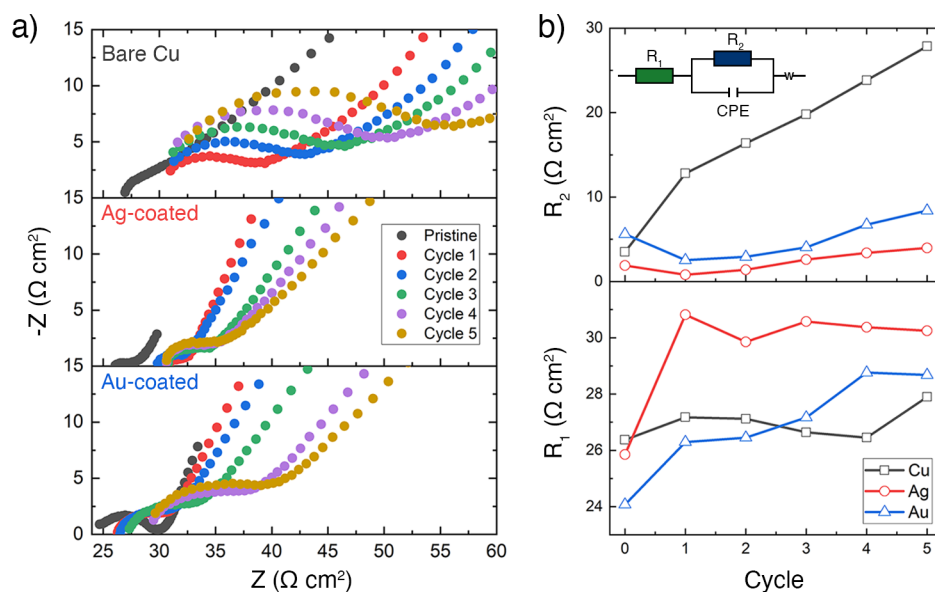 a)
Bare Cu
15
10
5
15
Ag-coated
10
5
15
Pristine
Cycle 1
Cycle 2
Cycle 3
Cycle 4
Cycle 5
Au-coated
10
5
0
25 30 35 40 45 50 55 60
-Z (Ω cm²)
Z (Ω cm²)
b)
R₁
R₂
CPE
w
30
20
10
0
R₂ (Ω cm²)
30
28
26
24
R₁ (Ω cm²)
Cu
Ag
Au
0 1 2 3 4 5
Cycle